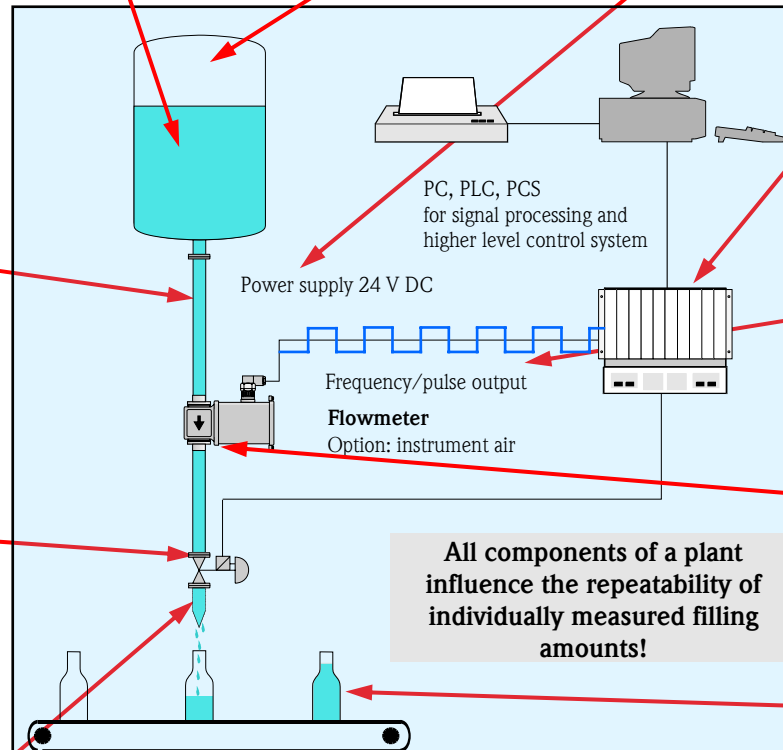 PC, PLC, PCS
for signal processing and
higher level control system
Power supply 24 V DC
Frequency/pulse output
Flowmeter
Option: instrument air
All components of a plant
influence the repeatability of
individually measured filling
amounts!